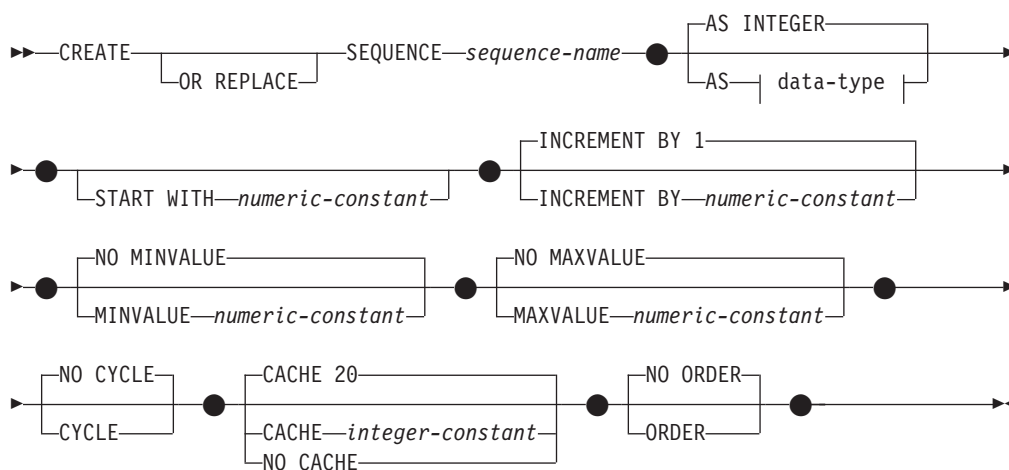 AS INTEGER
CREATE SEQUENCE sequence-name
OR REPLACE AS data-type
INCREMENT BY 1
START WITH numeric-constant INCREMENT BY numeric-constant
NO MINVALUE NO MAXVALUE
MINVALUE numeric-constant MAXVALUE numeric-constant
NO CYCLE CACHE 20 NO ORDER
CYCLE CACHE integer-constant ORDER
NO CACHE